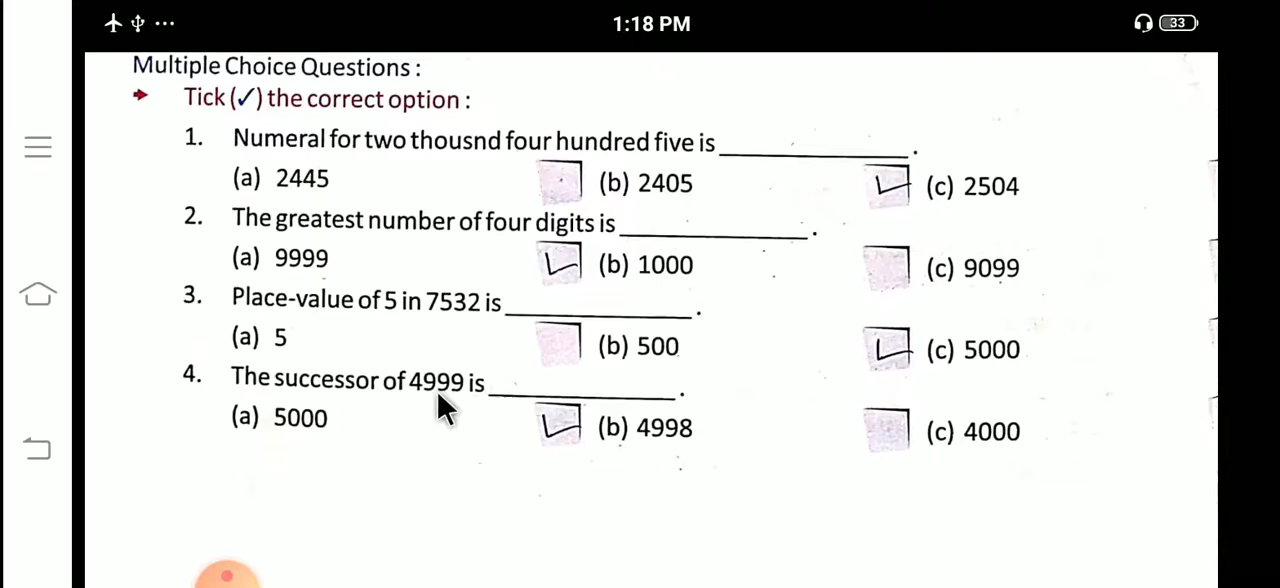 1:18 PM
33
Multiple Choice Questions :
Tick (✓) the correct option :
1. Numeral for two thousnd four hundred five is ____________.
(a) 2445 (b) 2405 (c) 2504
2. The greatest number of four digits is ____________.
(a) 9999 (b) 1000 (c) 9099
3. Place-value of 5 in 7532 is ____________.
(a) 5 (b) 500 (c) 5000
4. The successor of 4999 is ____________.
(a) 5000 (b) 4998 (c) 4000